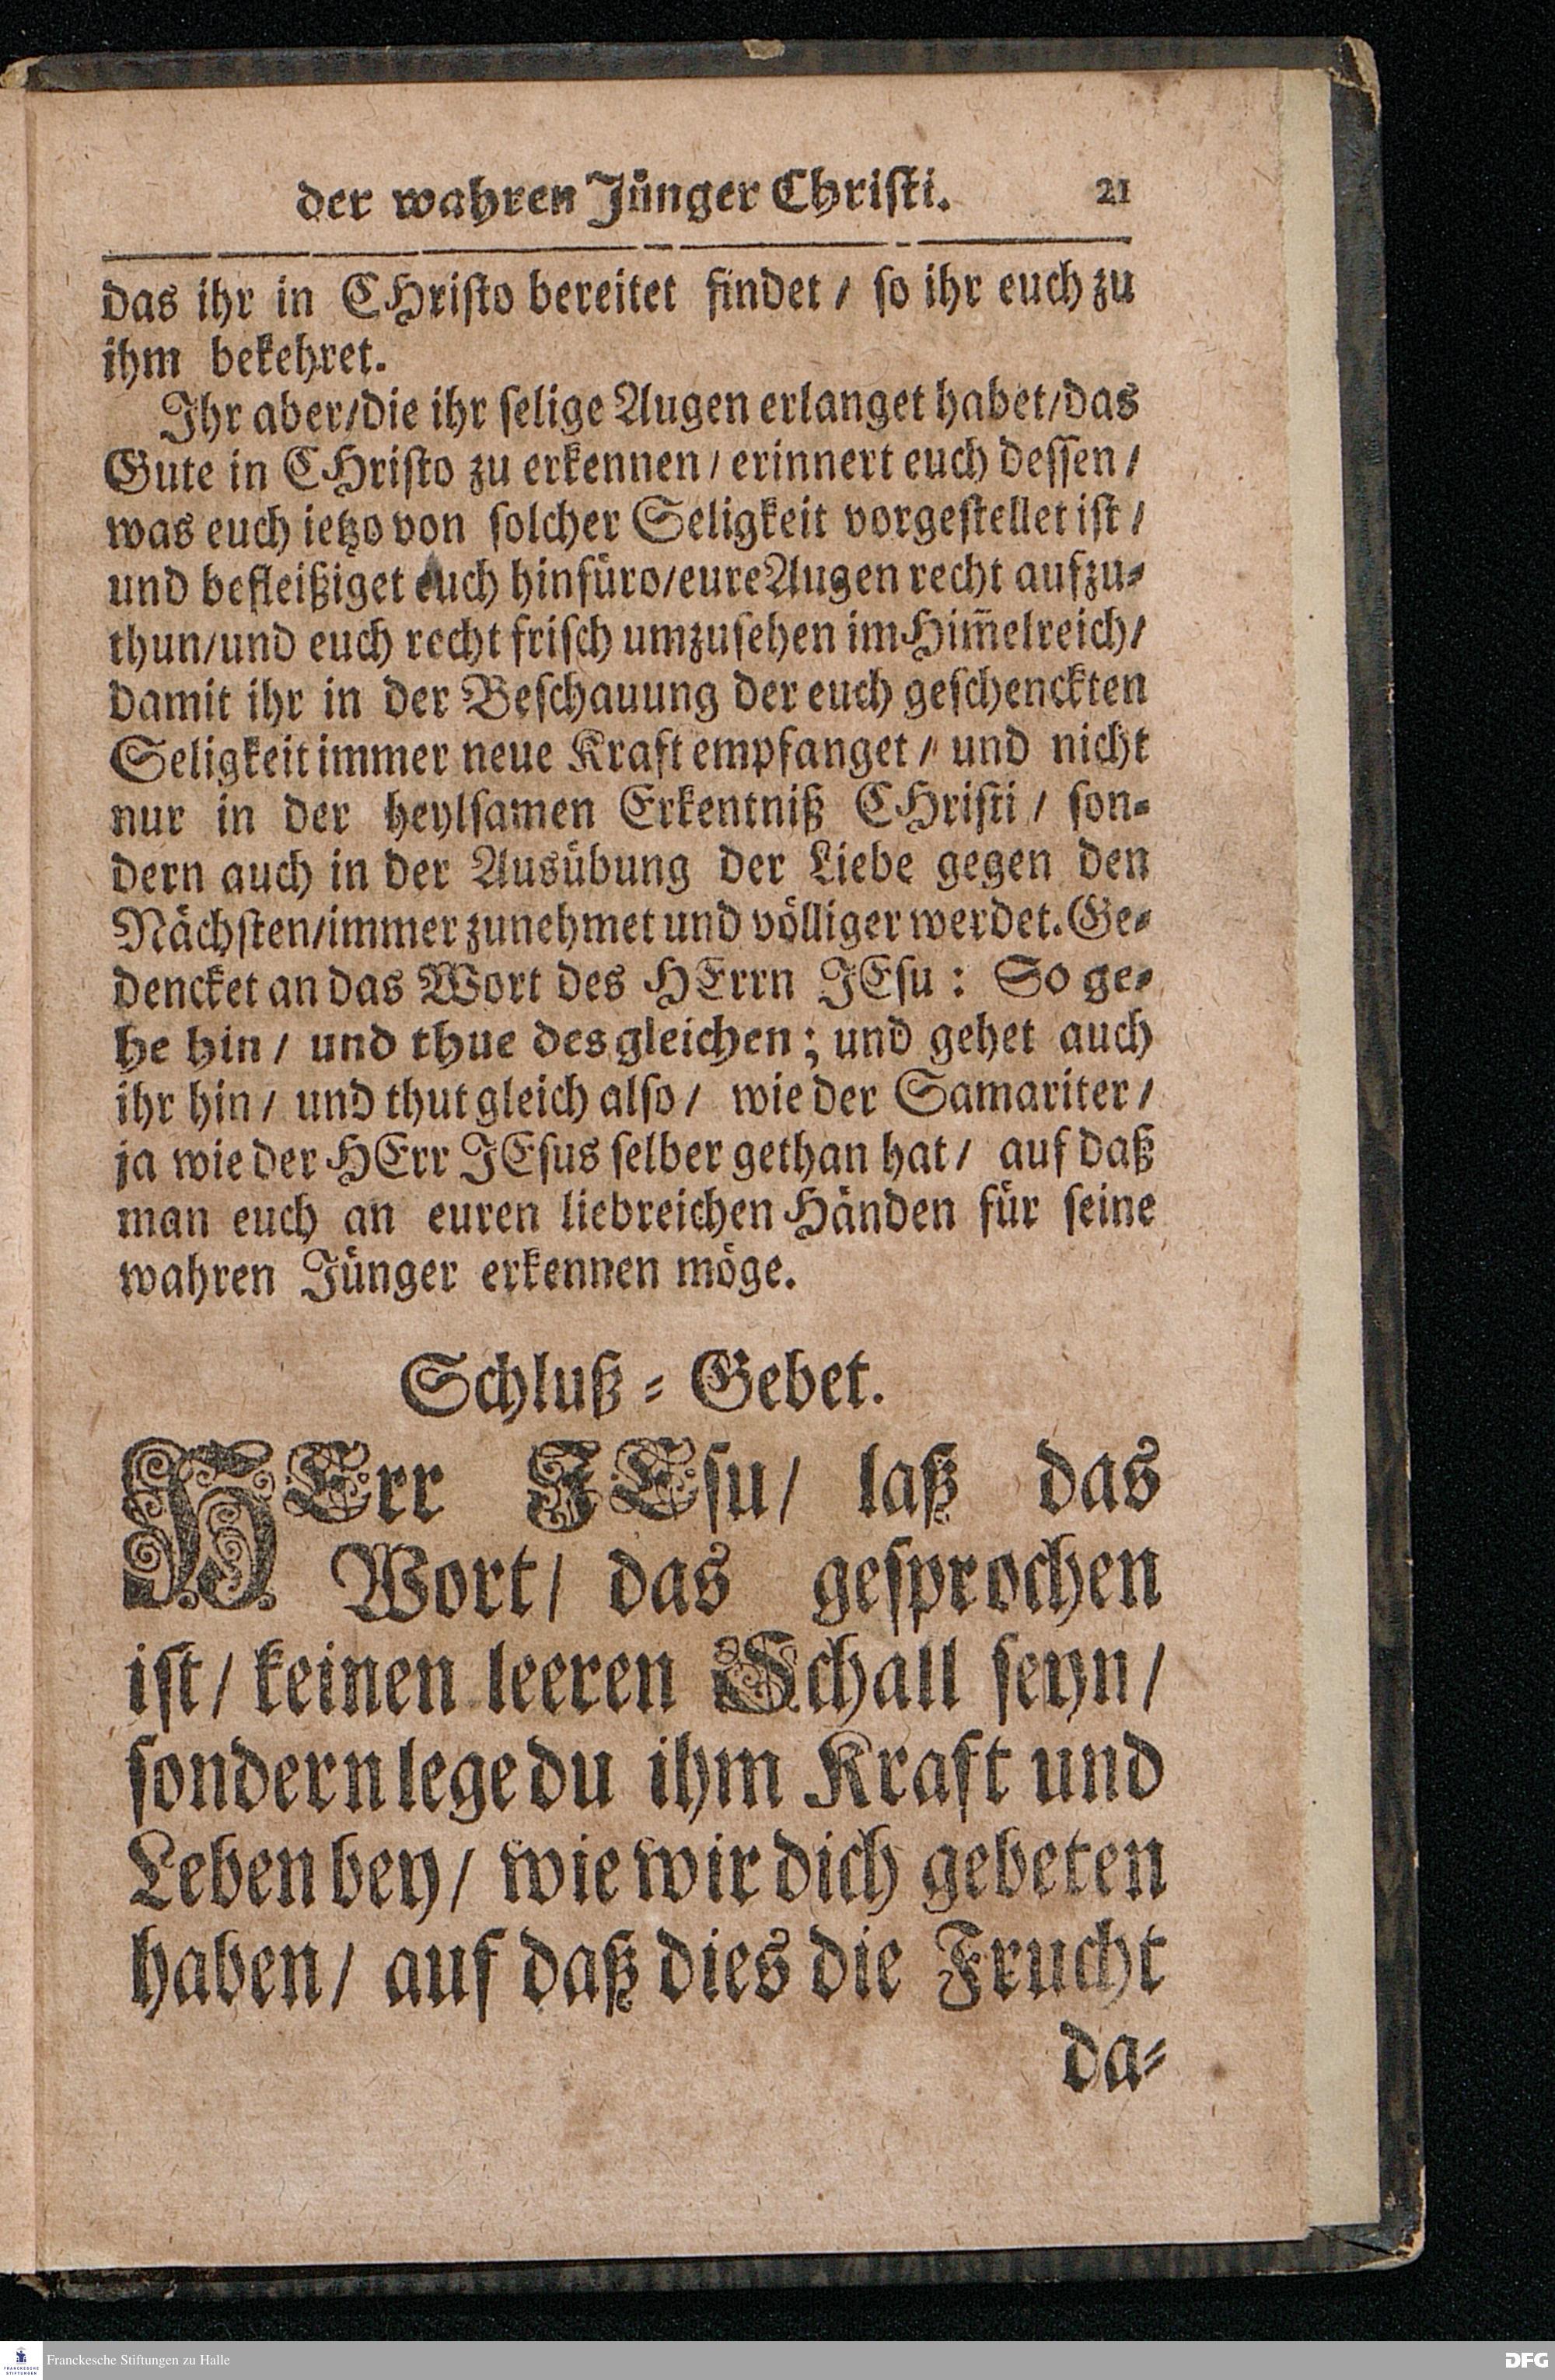 der wahren Jünger Christi. 21
das ihr in CHristo bereitet findet / so ihr euch zu
ihm bekehret.
Ihr aber/die ihr selige Augen erlanget habet/das
Gute in CHristo zu erkennen / erinnert euch dessen /
was euch ietzo von solcher Seligkeit vorgestellet ist /
und befleißiget euch hinfüro/eure Augen recht aufzu-
thun/und euch recht frisch umzusehen im Him̃elreich/
damit ihr in der Beschauung der euch geschenckten
Seligkeit immer neue Kraft empfanget / und nicht
nur in der heylsamen Erkentniß CHristi / son-
dern auch in der Ausübung der Liebe gegen den
Nächsten/immer zunehmet und völliger werdet. Ge-
dencket an das Wort des HErrn JEsu: So ge-
he hin / und thue desgleichen; und gehet auch
ihr hin / und thut gleich also / wie der Samariter /
ja wie der HErr JEsus selber gethan hat / auf daß
man euch an euren liebreichen Händen für seine
wahren Jünger erkennen möge.
Schluß-Gebet.
HErr JEsu/ laß das
Wort/ das gesprochen
ist/ keinen leeren Schall seyn/
sondern lege du ihm Kraft und
Leben bey/ wie wir dich gebeten
haben/ auf daß dies die Frucht
da-
FRANCKESCHE STIFTUNGEN
Franckesche Stiftungen zu Halle
DFG